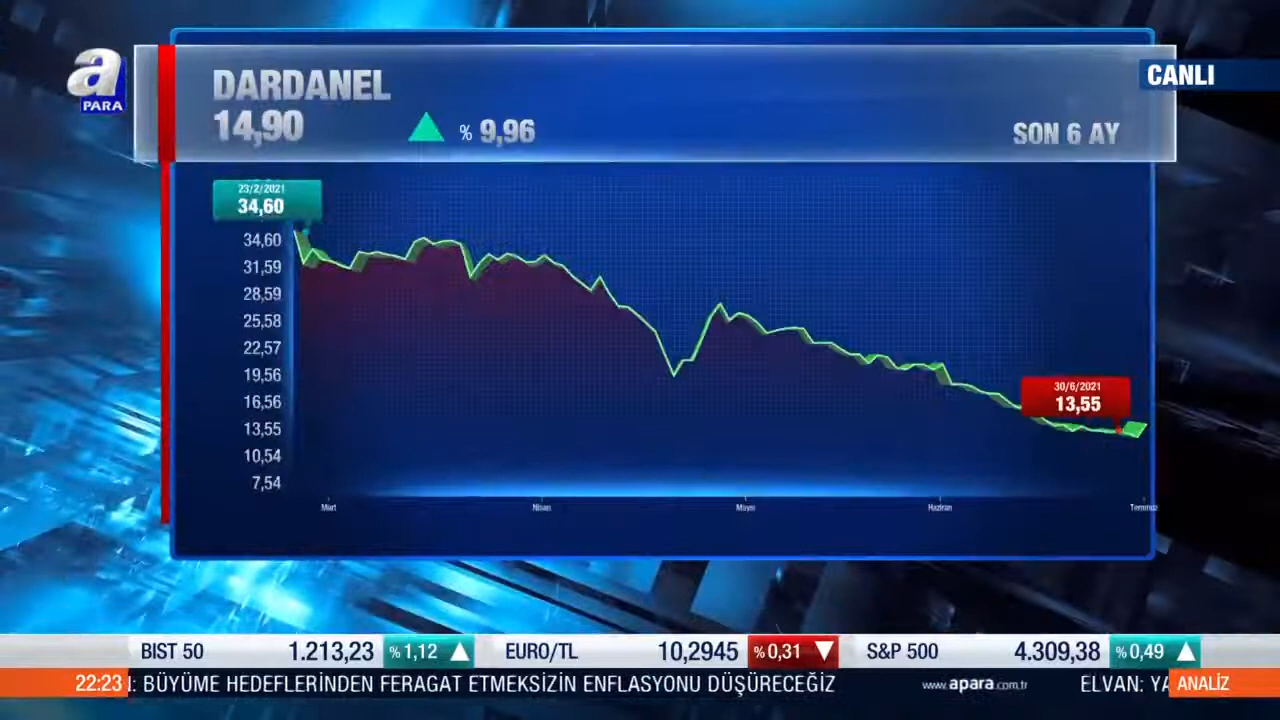 a
PARA
CANLI
DARDANEL
14,90
% 9,96
SON 6 AY
23/2/2021
34,60
34,60
31,59
28,59
25,58
22,57
19,56
16,56
13,55
10,54
7,54
30/6/2021
13,55
Mart
Nisan
Mayıs
Haziran
Temmuz
BIST 50 1.213,23 % 1,12
EURO/TL 10,2945 % 0,31
S&P 500 4.309,38 % 0,49
22:23
: BÜYÜME HEDEFLERİNDEN FERAGAT ETMEKSİZİN ENFLASYONU DÜŞÜRECEĞİZ
www.apara.com.tr
ELVAN: YA
ANALİZ